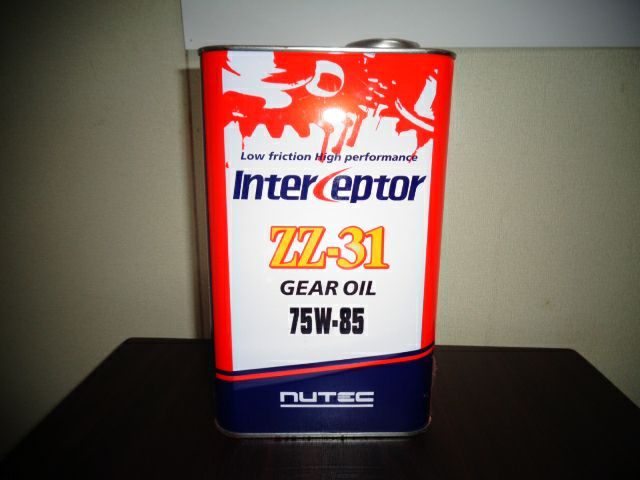 Low friction High performance
Interceptor
ZZ-31
GEAR OIL
75W-85
NUTEC